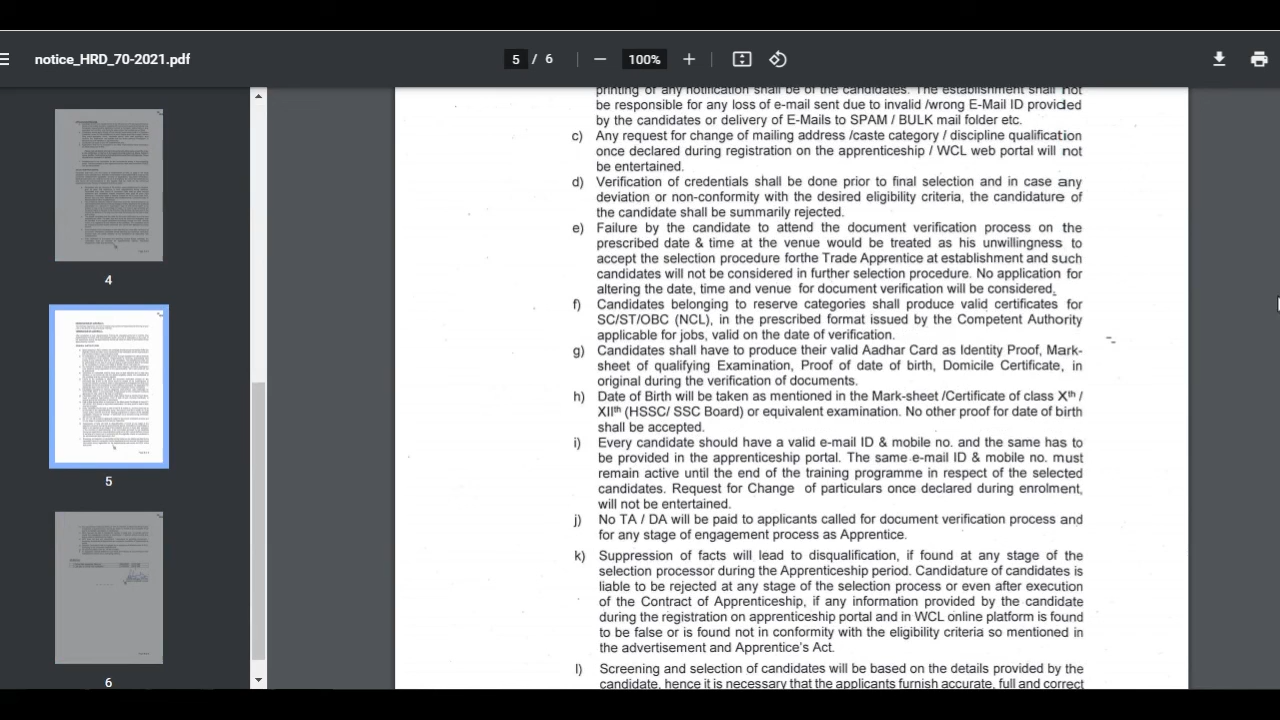 notice_HRD_70-2021.pdf
5 / 6
100%
4
5
6
printing of any notification shall be of the candidates. The establishment shall not
be responsible for any loss of e-mail sent due to invalid /wrong E-Mail ID provided
by the candidates or delivery of E-Mails to SPAM / BULK mail folder etc.
c) Any request for change of mailing address /caste category / discipline qualification
once declared during registration on the apprenticeship / WCL web portal will not
be entertained.
d) Verification of credentials shall be done prior to final selection and in case any
deviation or non-conformity with the desired eligibility criteria, the candidature of
the candidate shall be summarily rejected.
e) Failure by the candidate to attend the document verification process on the
prescribed date & time at the venue would be treated as his unwillingness to
accept the selection procedure forthe Trade Apprentice at establishment and such
candidates will not be considered in further selection procedure. No application for
altering the date, time and venue for document verification will be considered.
f) Candidates belonging to reserve categories shall produce valid certificates for
SC/ST/OBC (NCL), in the prescribed format issued by the Competent Authority
applicable for jobs, valid on the date of verification.
g) Candidates shall have to produce their valid Aadhar Card as Identity Proof, Mark-
sheet of qualifying Examination, Proof of date of birth, Domicile Certificate, in
original during the verification of documents.
h) Date of Birth will be taken as mentioned in the Mark-sheet /Certificate of class Xth /
XIIth (HSSC/ SSC Board) or equivalent examination. No other proof for date of birth
shall be accepted.
i) Every candidate should have a valid e-mail ID & mobile no. and the same has to
be provided in the apprenticeship portal. The same e-mail ID & mobile no. must
remain active until the end of the training programme in respect of the selected
candidates. Request for Change of particulars once declared during enrolment,
will not be entertained.
j) No TA / DA will be paid to applicants called for document verification process and
for any stage of engagement process as Apprentice.
k) Suppression of facts will lead to disqualification, if found at any stage of the
selection processor during the Apprenticeship period. Candidature of candidates is
liable to be rejected at any stage of the selection process or even after execution
of the Contract of Apprenticeship, if any information provided by the candidate
during the registration on apprenticeship portal and in WCL online platform is found
to be false or is found not in conformity with the eligibility criteria so mentioned in
the advertisement and Apprentice's Act.
l) Screening and selection of candidates will be based on the details provided by the
candidate, hence it is necessary that the applicants furnish accurate, full and correct